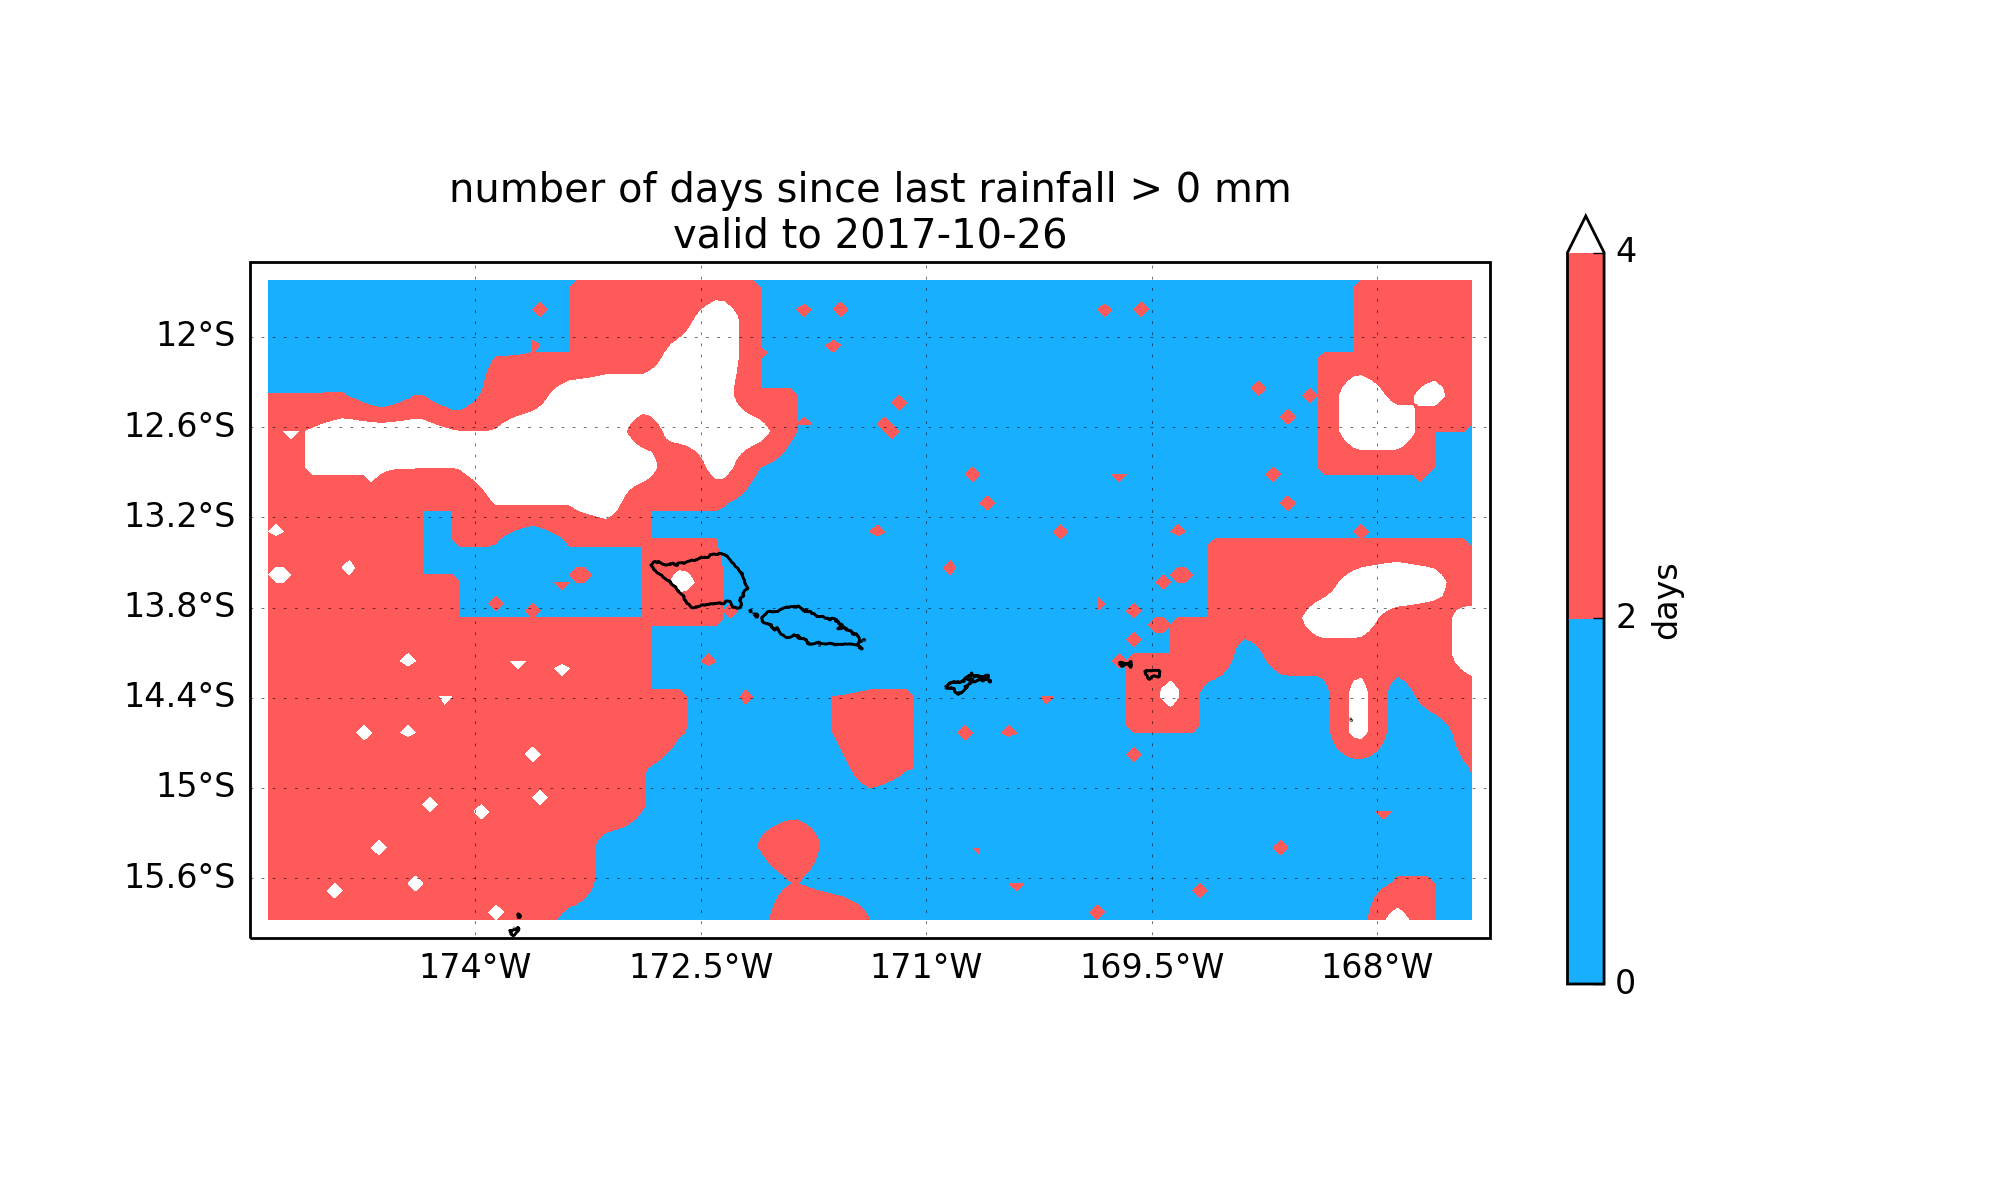 number of days since last rainfall > 0 mm
valid to 2017-10-26
12°S
12.6°S
13.2°S
13.8°S
14.4°S
15°S
15.6°S
174°W 172.5°W 171°W 169.5°W 168°W
4
2
0
days